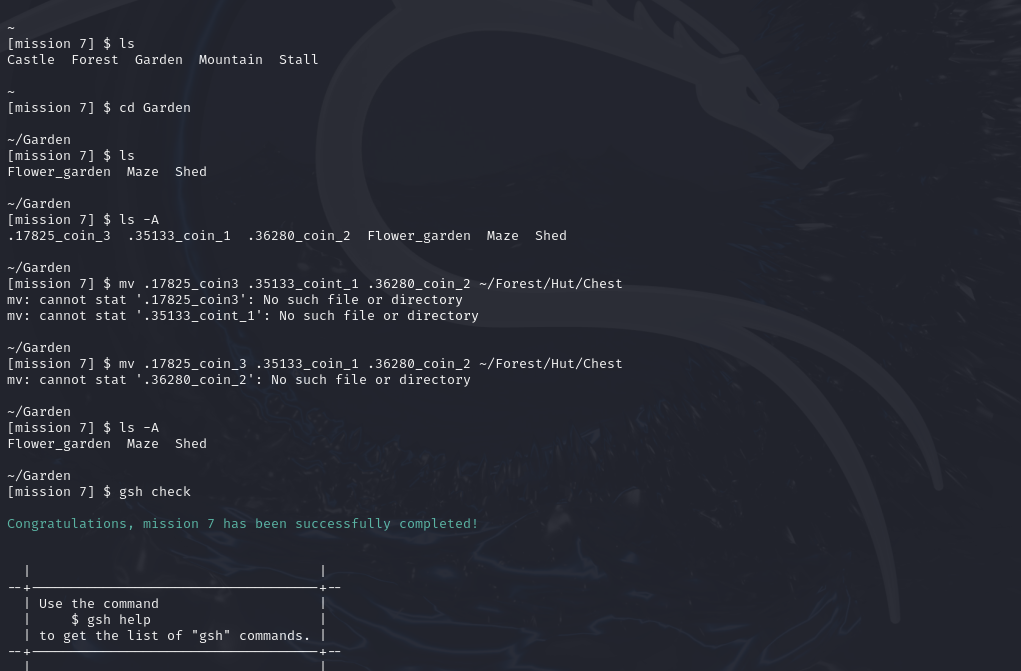 ~
[mission 7] $ ls
Castle  Forest  Garden  Mountain  Stall
~
[mission 7] $ cd Garden
~/Garden
[mission 7] $ ls
Flower_garden  Maze  Shed
~/Garden
[mission 7] $ ls -A
.17825_coin_3  .35133_coin_1  .36280_coin_2  Flower_garden  Maze  Shed
~/Garden
[mission 7] $ mv .17825_coin3 .35133_coint_1 .36280_coin_2 ~/Forest/Hut/Chest
mv: cannot stat '.17825_coin3': No such file or directory
mv: cannot stat '.35133_coint_1': No such file or directory
~/Garden
[mission 7] $ mv .17825_coin_3 .35133_coin_1 .36280_coin_2 ~/Forest/Hut/Chest
mv: cannot stat '.36280_coin_2': No such file or directory
~/Garden
[mission 7] $ ls -A
Flower_garden  Maze  Shed
~/Garden
[mission 7] $ gsh check
Congratulations, mission 7 has been successfully completed!
Use the command
$ gsh help
to get the list of "gsh" commands.